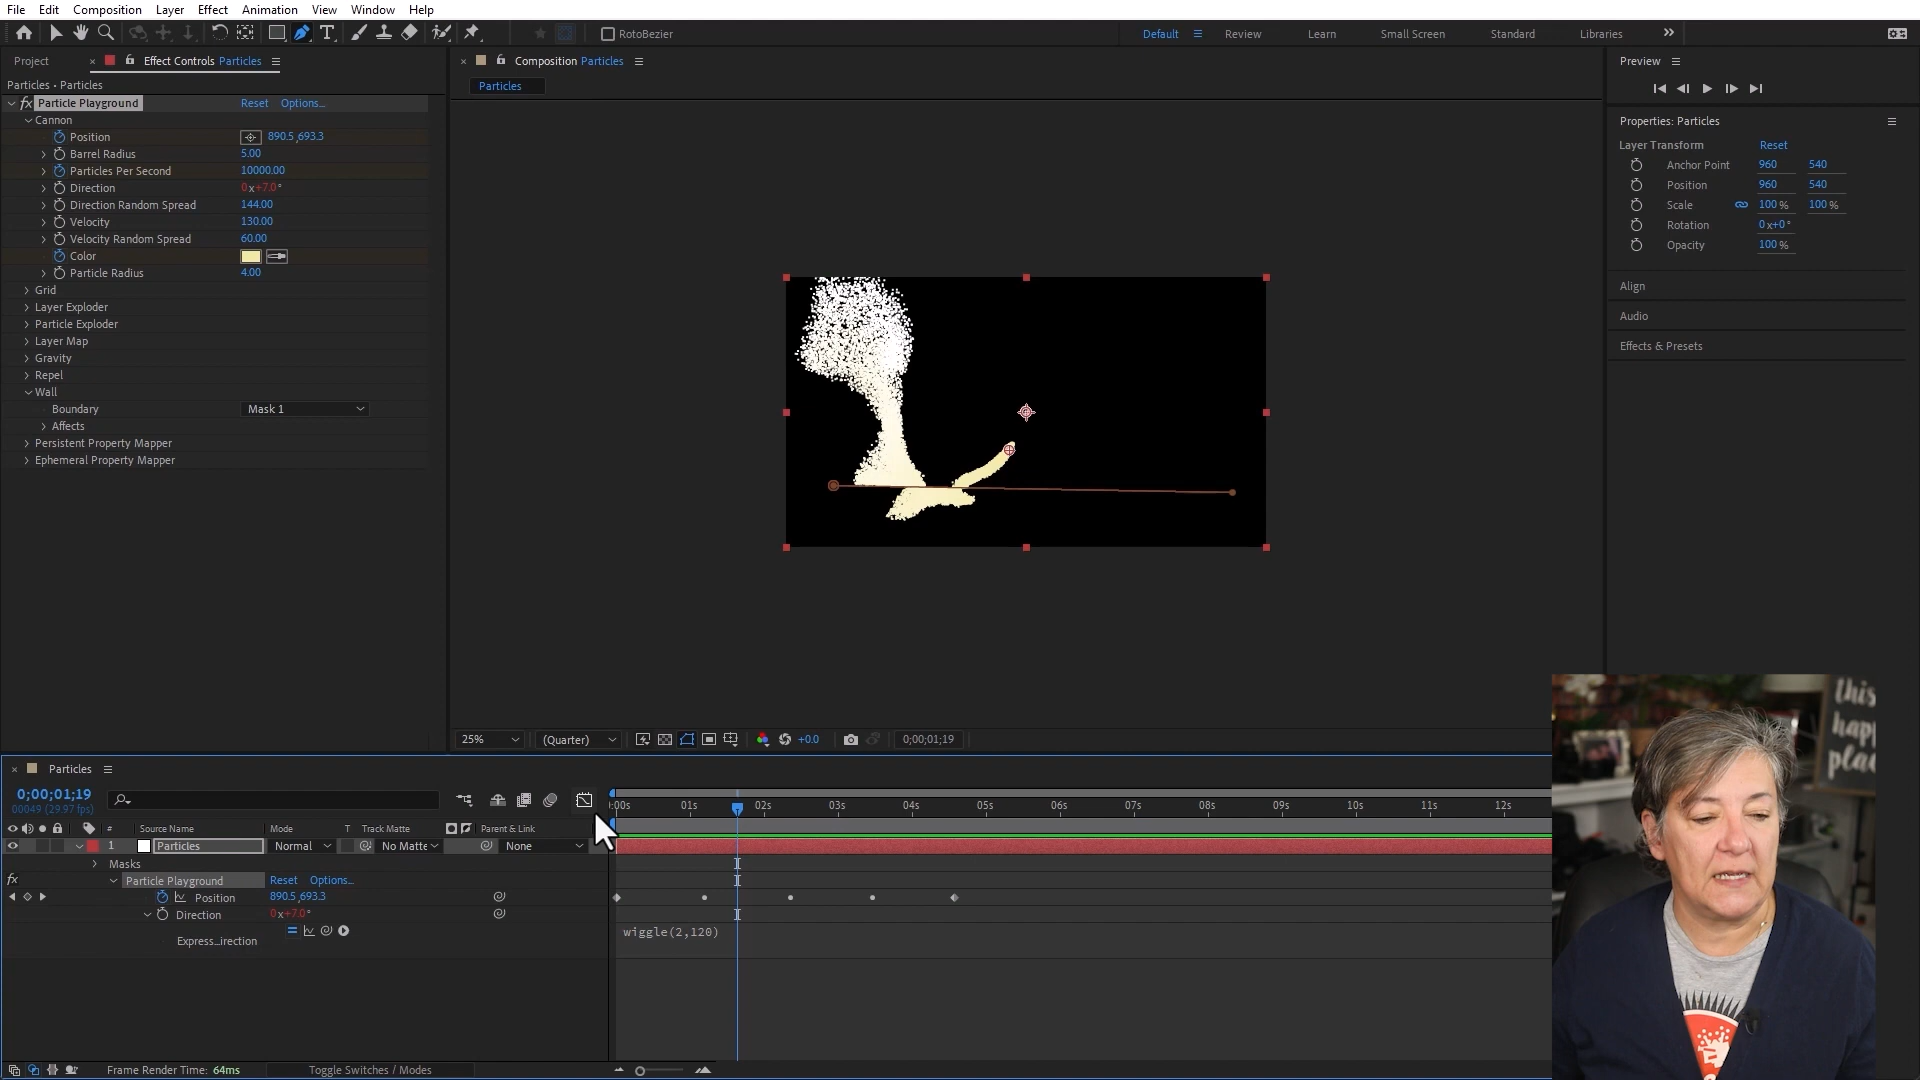 File Edit Composition Layer Effect Animation View Window Help
RotoBezier
Default Review Learn Small Screen Standard Libraries
Project Effect Controls Particles
Composition Particles
Preview
Particles • Particles
Particles
fx Particle Playground Reset Options...
Cannon
Position 890.5,693.3
Barrel Radius 5.00
Particles Per Second 10000.00
Direction 0x+7.0°
Direction Random Spread 144.00
Velocity 130.00
Velocity Random Spread 60.00
Color
Particle Radius 4.00
Grid
Layer Exploder
Particle Exploder
Layer Map
Gravity
Repel
Wall
Boundary Mask 1
Affects
Persistent Property Mapper
Ephemeral Property Mapper
Properties: Particles
Layer Transform Reset
Anchor Point 960 540
Position 960 540
Scale 100% 100%
Rotation 0x+0°
Opacity 100%
Align
Audio
Effects & Presets
25% (Quarter) +0.0 0;00;01;19
Particles
0;00;01;19
00049 (29.97 fps)
:00s 01s 02s 03s 04s 05s 06s 07s 08s 09s 10s 11s 12s
# Source Name Mode T Track Matte Parent & Link
1 Particles Normal No Matte None
Masks
fx Particle Playground Reset Options...
Position 890.5,693.3
Direction 0x+7.0°
Express...irection
wiggle(2,120)
Frame Render Time: 64ms Toggle Switches / Modes
this
happ
plac